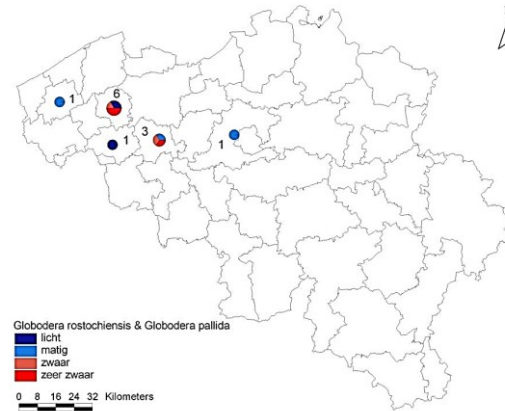 6
1
3
1
1
Globodera rostochiensis & Globodera pallida
licht
matig
zwaar
zeer zwaar
0 8 16 24 32 Kilometers